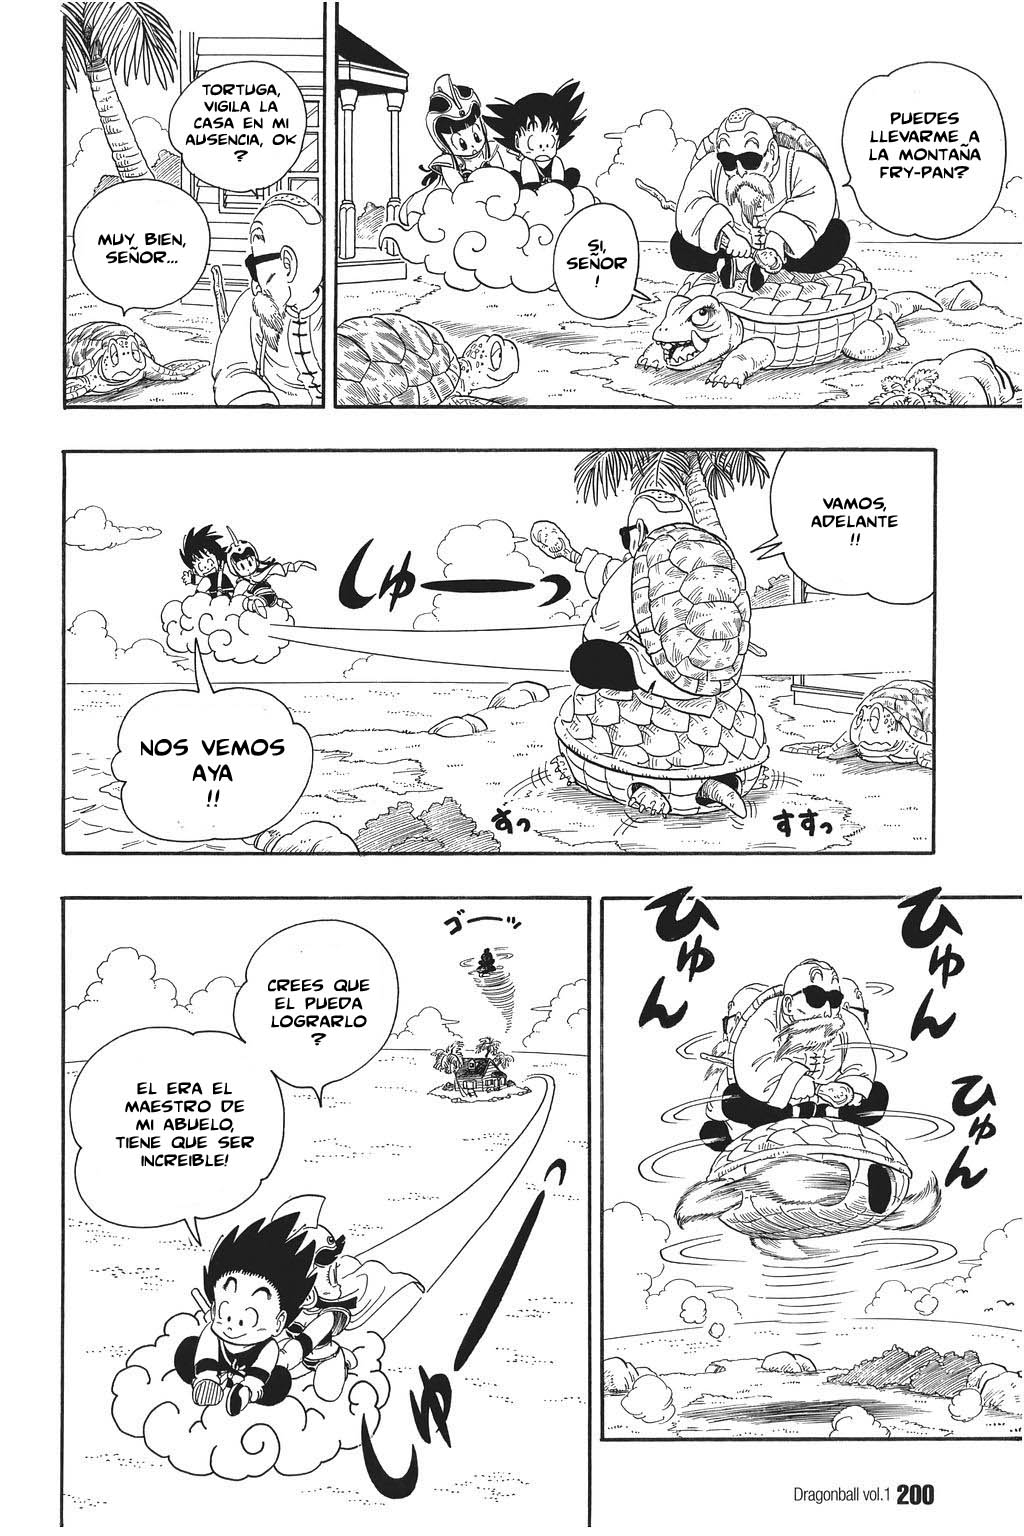 TORTUGA,
VIGILA LA
CASA EN MI
AUSENCIA, OK
?
MUY BIEN,
SEÑOR...
PUEDES
LLEVARME A
LA MONTAÑA
FRY-PAN?
SI,
SEÑOR
!
VAMOS,
ADELANTE
!!
しゅーっ
NOS VEMOS
AYA
!!
すっ
すすっ
ゴーッ
CREES QUE
EL PUEDA
LOGRARLO
?
EL ERA EL
MAESTRO DE
MI ABUELO,
TIENE QUE SER
INCREIBLE!
しゅーっ
ひゅん
ひゅん
ひゅん
Dragonball vol.1 200